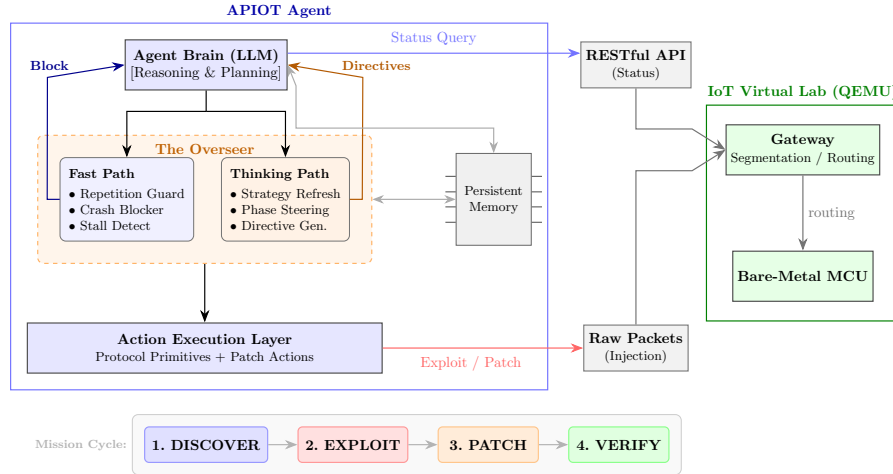 APIOT Agent
Agent Brain (LLM)
[Reasoning & Planning]
Status Query
RESTful API
(Status)
Block
Directives
IoT Virtual Lab (QEMU)
The Overseer
Fast Path
• Repetition Guard
• Crash Blocker
• Stall Detect
Thinking Path
• Strategy Refresh
• Phase Steering
• Directive Gen.
Persistent
Memory
Gateway
Segmentation / Routing
routing
Bare-Metal MCU
Action Execution Layer
Protocol Primitives + Patch Actions
Exploit / Patch
Raw Packets
(Injection)
Mission Cycle:
1. DISCOVER
2. EXPLOIT
3. PATCH
4. VERIFY